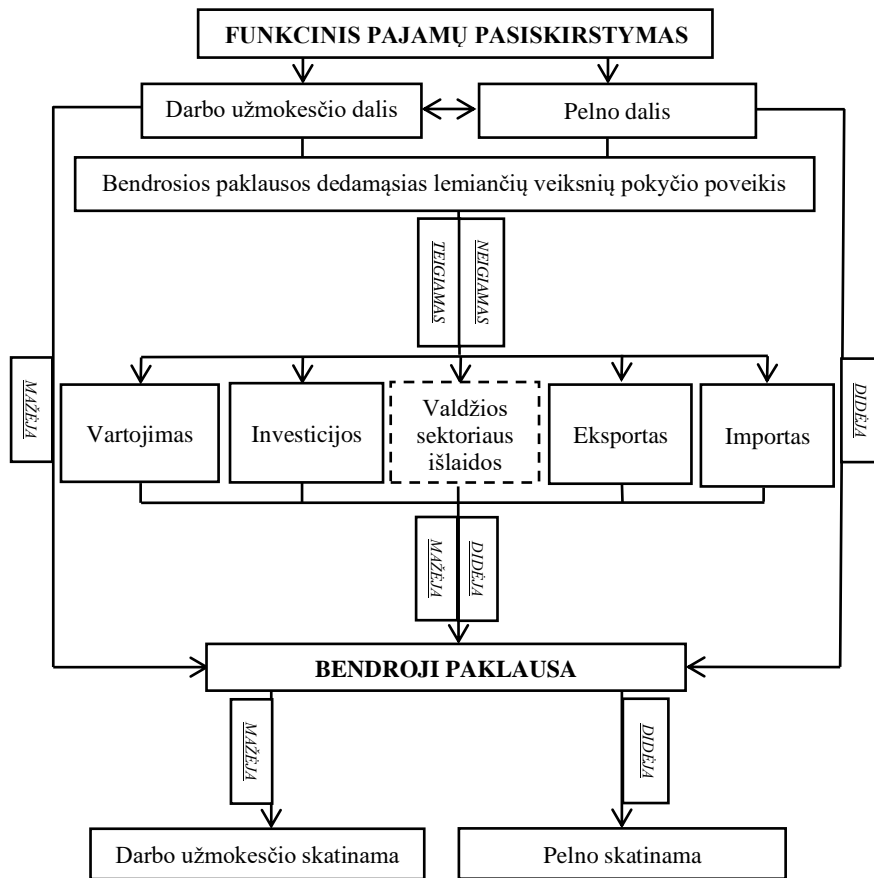 FUNKCINIS PAJAMŲ PASISKIRSTYMAS
Darbo užmokesčio dalis
Pelno dalis
Bendrosios paklausos dedamąsias lemiančių veiksnių pokyčio poveikis
TEIGIAMAS
NEIGIAMAS
MAŽĖJA
DIDĖJA
Vartojimas
Investicijos
Valdžios
sektoriaus
išlaidos
Eksportas
Importas
MAŽĖJA
DIDĖJA
BENDROJI PAKLAUSA
MAŽĖJA
DIDĖJA
Darbo užmokesčio skatinama
Pelno skatinama